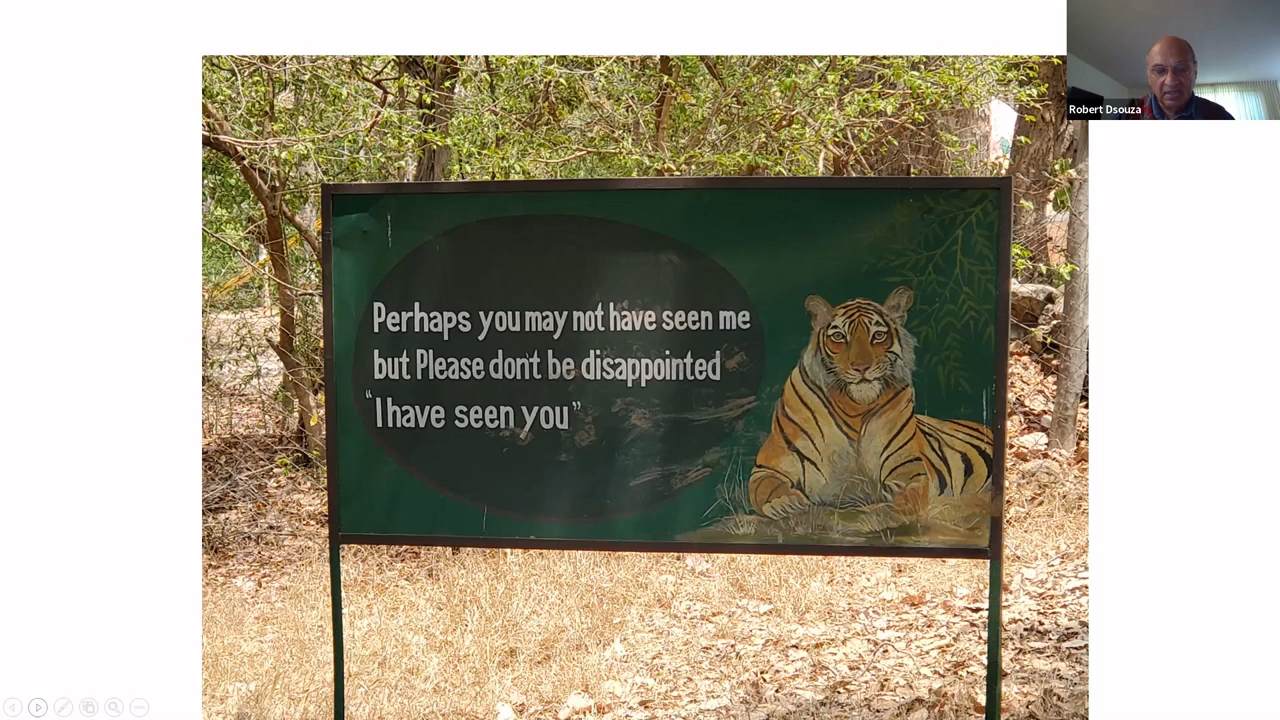 Robert Dsouza
Perhaps you may not have seen me
but Please don't be disappointed
"I have seen you"